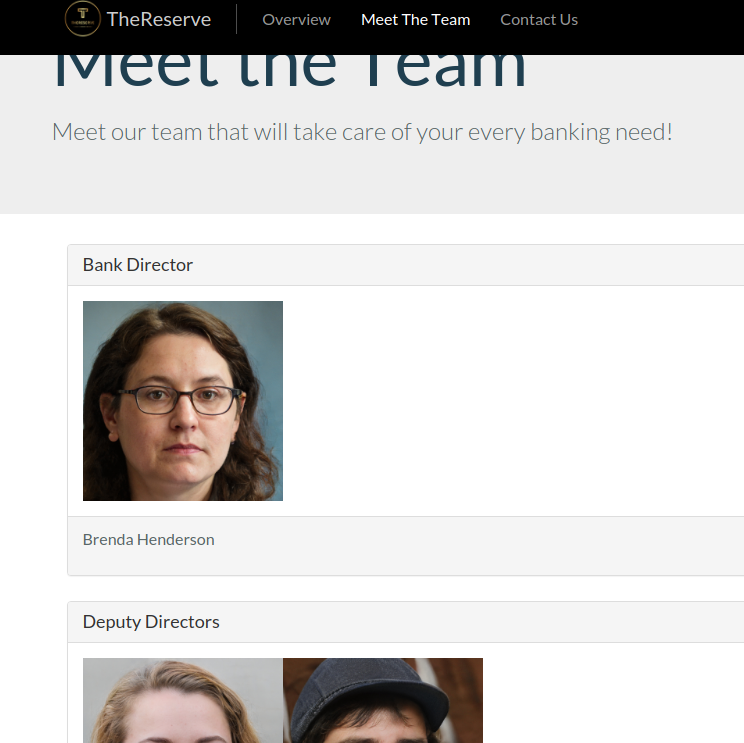 TheReserve
Overview
Meet The Team
Contact Us
Meet the Team
Meet our team that will take care of your every banking need!
Bank Director
Brenda Henderson
Deputy Directors